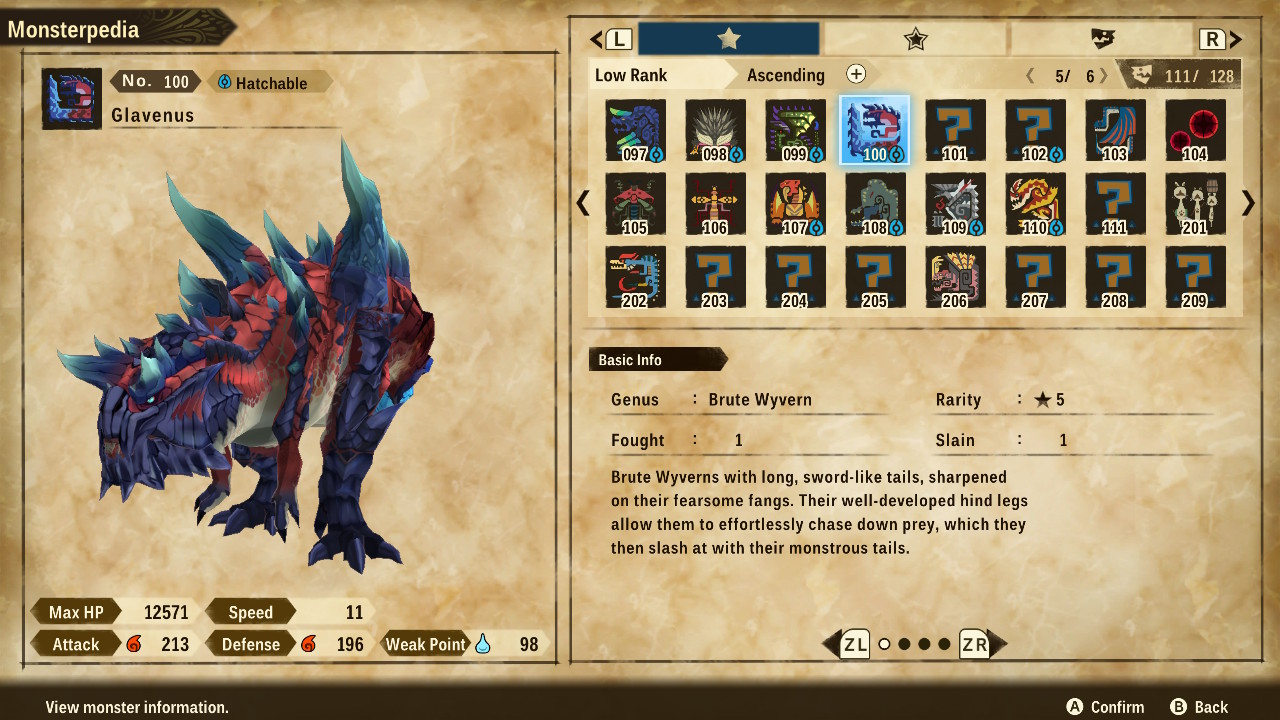 Monsterpedia
No. 100
Hatchable
Glavenus
Max HP 12571
Speed 11
Attack 213
Defense 196
Weak Point 98
L
R
Low Rank
Ascending
5/ 6
111/ 128
097 098 099 100 101 102 103 104
105 106 107 108 109 110 111 201
202 203 204 205 206 207 208 209
Basic Info
Genus : Brute Wyvern
Rarity : ★ 5
Fought : 1
Slain : 1
Brute Wyverns with long, sword-like tails, sharpened
on their fearsome fangs. Their well-developed hind legs
allow them to effortlessly chase down prey, which they
then slash at with their monstrous tails.
ZL
ZR
View monster information.
A Confirm
B Back